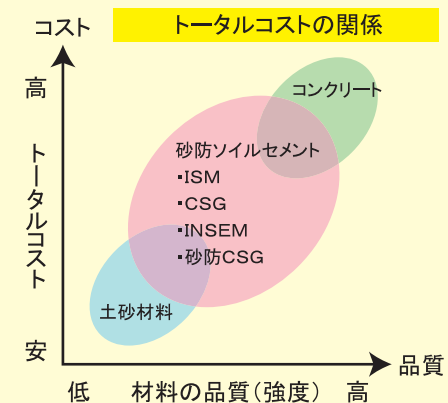 トータルコストの関係
コスト
高
トータルコスト
安
コンクリート
砂防ソイルセメント
・ISM
・CSG
・INSEM
・砂防CSG
土砂材料
品質
低 材料の品質(強度) 高